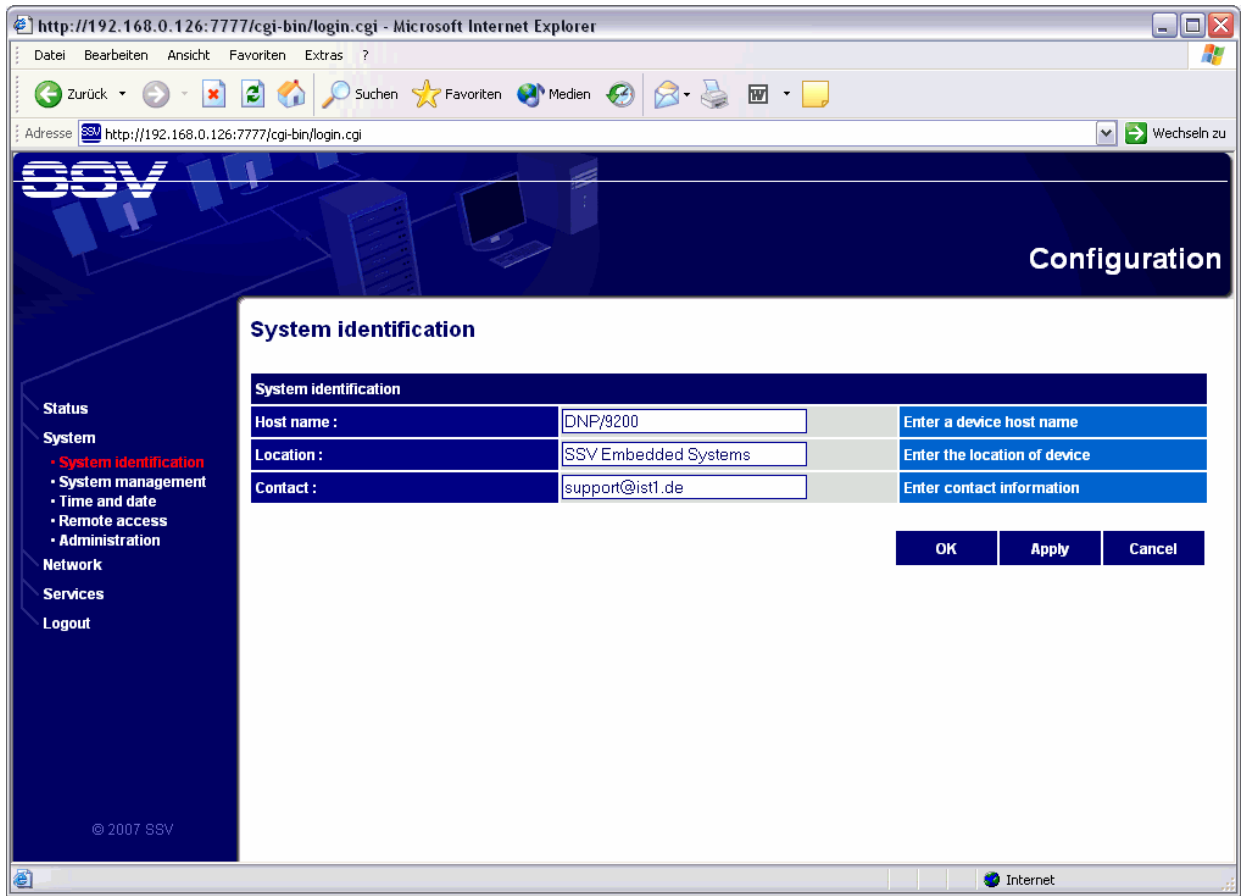 http://192.168.0.126:7777/cgi-bin/login.cgi - Microsoft Internet Explorer
Datei Bearbeiten Ansicht Favoriten Extras ?
Zurück Suchen Favoriten Medien W
Adresse SSV http://192.168.0.126:7777/cgi-bin/login.cgi Wechseln zu
SSV
Configuration
System identification
System identification
Host name : DNP/9200 Enter a device host name
Location : SSV Embedded Systems Enter the location of device
Contact : support@ist1.de Enter contact information
OK Apply Cancel
Status
System
• System identification
• System management
• Time and date
• Remote access
• Administration
Network
Services
Logout
© 2007 SSV
Internet